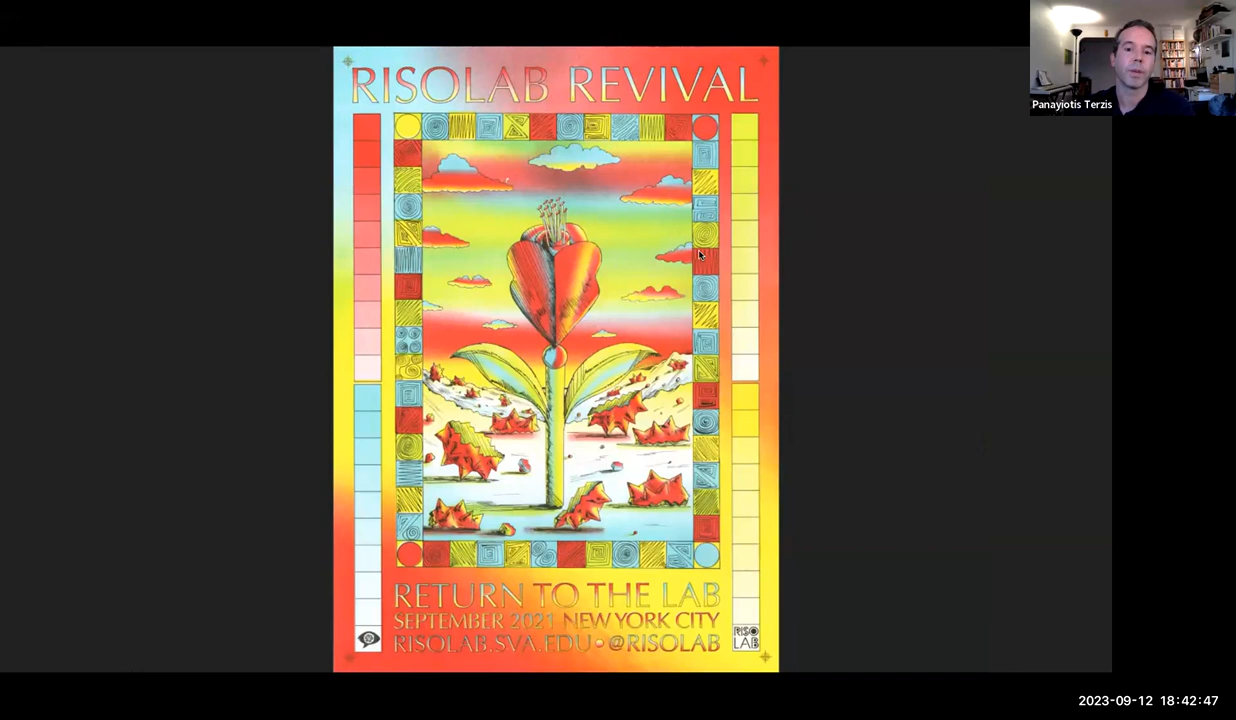 RISOLAB REVIVAL
RETURN TO THE LAB
SEPTEMBER 2021 NEW YORK CITY
RISOLAB.SVA.EDU • @RISOLAB
RISO
LAB
Panayiotis Terzis
2023-09-12 18:42:47